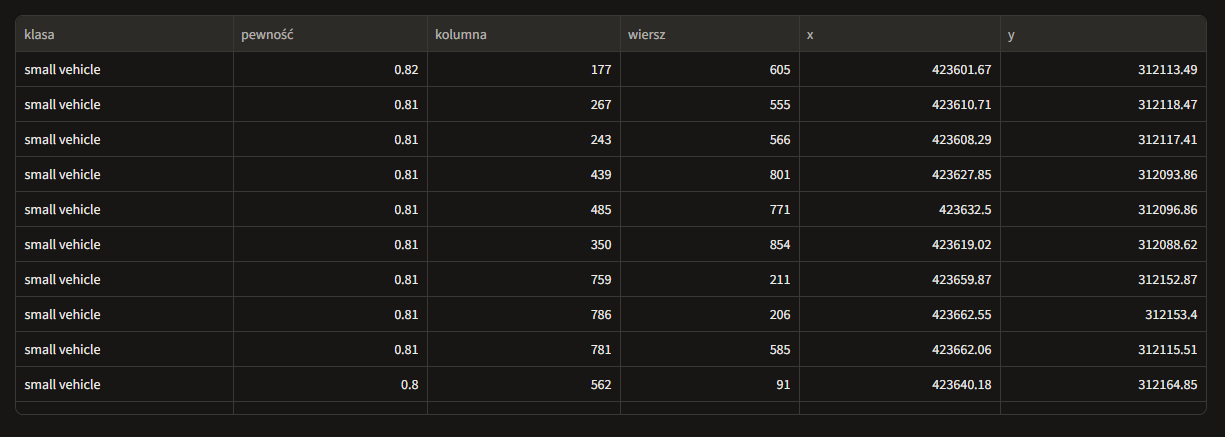 klasa pewność kolumna wiersz x y
small vehicle 0.82 177 605 423601.67 312113.49
small vehicle 0.81 267 555 423610.71 312118.47
small vehicle 0.81 243 566 423608.29 312117.41
small vehicle 0.81 439 801 423627.85 312093.86
small vehicle 0.81 485 771 423632.5 312096.86
small vehicle 0.81 350 854 423619.02 312088.62
small vehicle 0.81 759 211 423659.87 312152.87
small vehicle 0.81 786 206 423662.55 312153.4
small vehicle 0.81 781 585 423662.06 312115.51
small vehicle 0.8 562 91 423640.18 312164.85